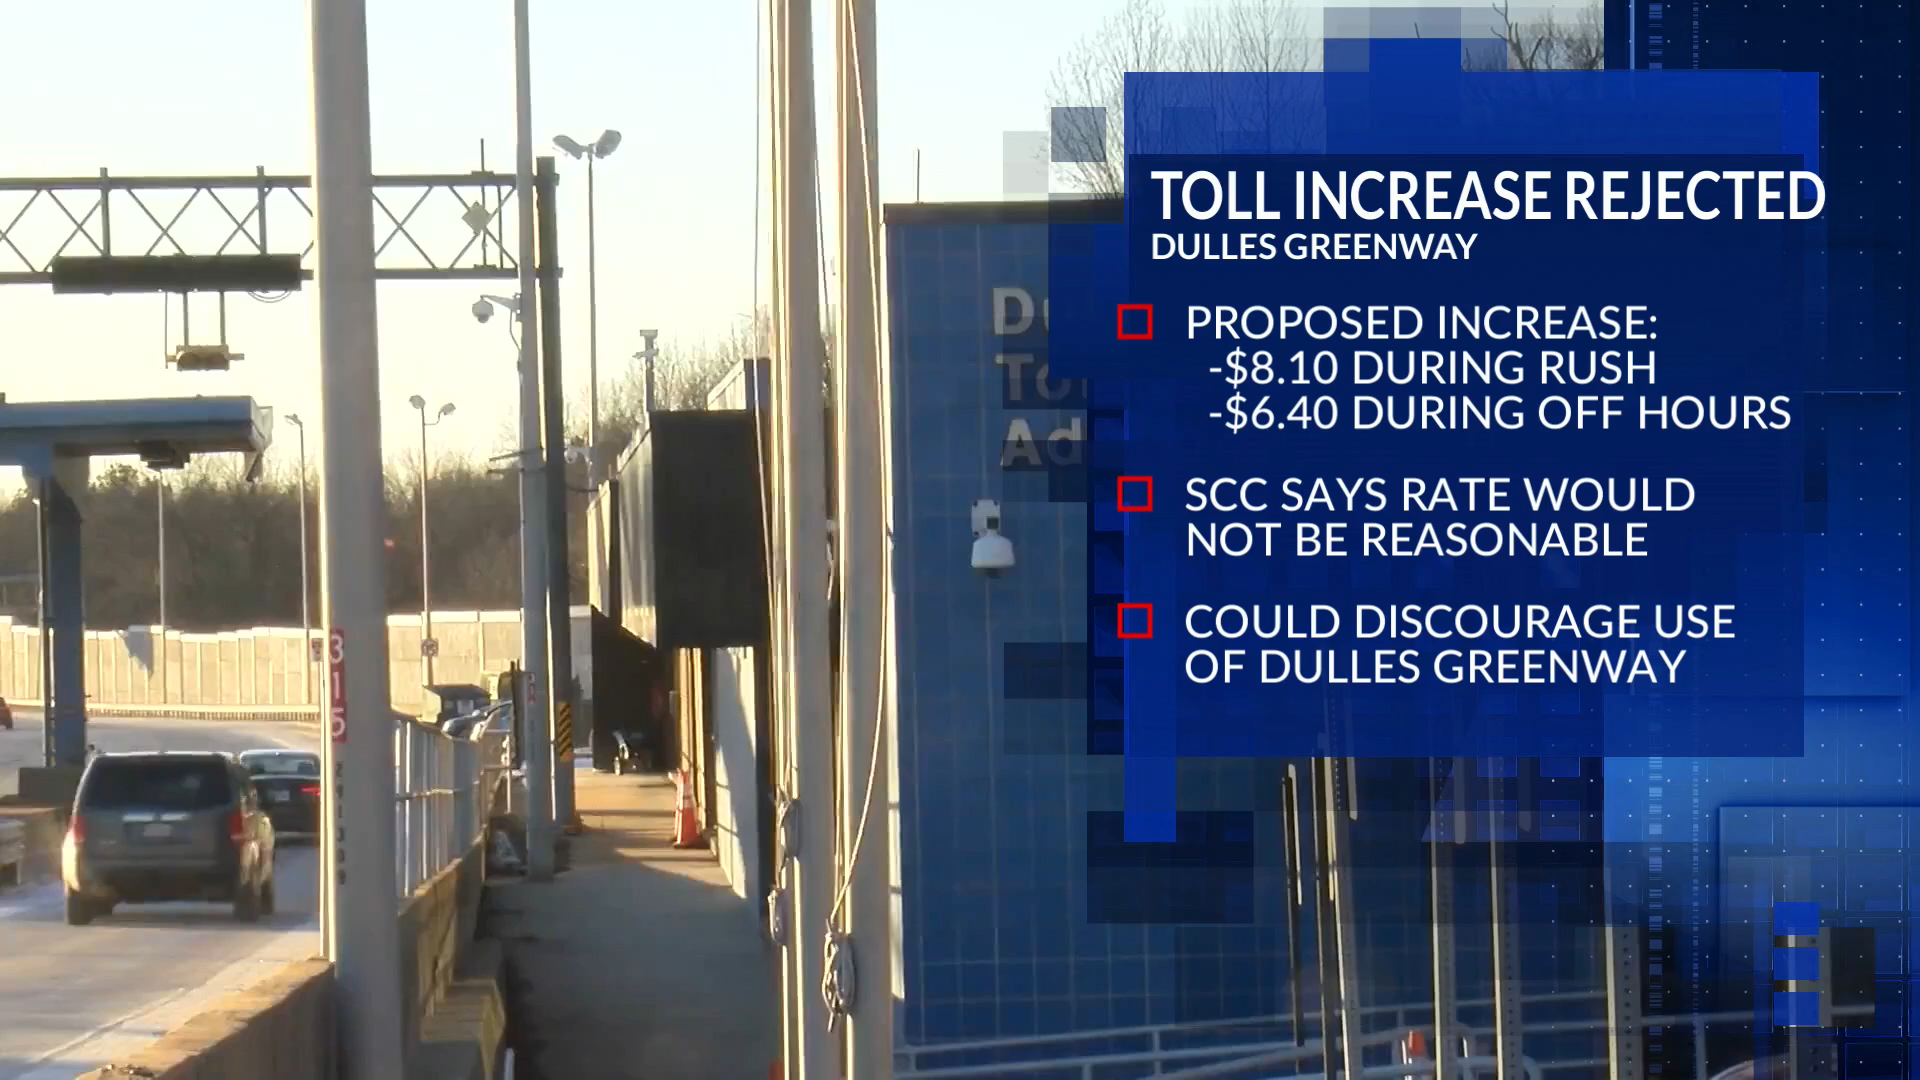 TOLL INCREASE REJECTED
DULLES GREENWAY
PROPOSED INCREASE:
-$8.10 DURING RUSH
-$6.40 DURING OFF HOURS
SCC SAYS RATE WOULD
NOT BE REASONABLE
COULD DISCOURAGE USE
OF DULLES GREENWAY
315